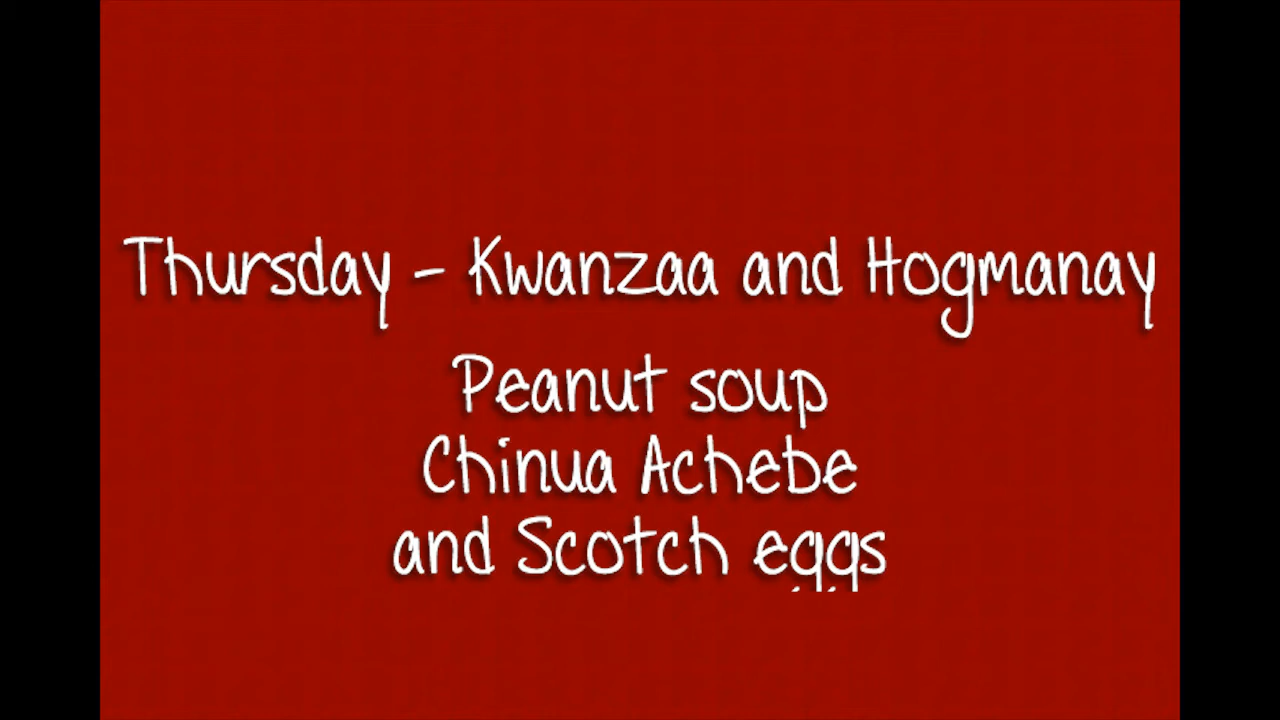 Thursday - Kwanzaa and Hogmanay
Peanut soup
Chinua Achebe
and Scotch eggs